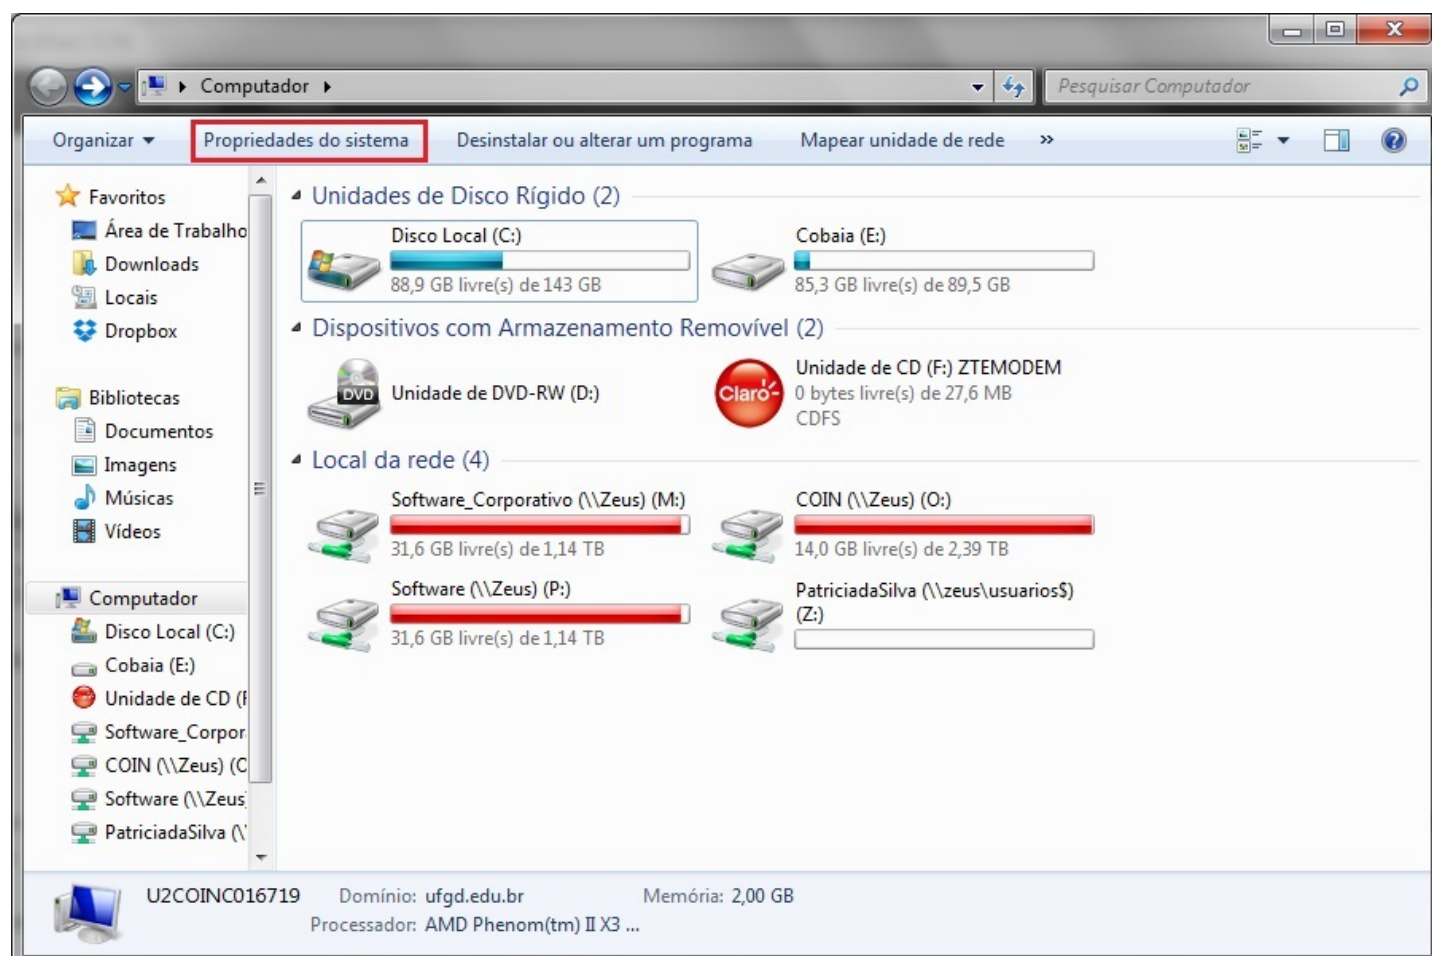 Computador
Pesquisar Computador
Organizar Propriedades do sistema Desinstalar ou alterar um programa Mapear unidade de rede »
Favoritos
Área de Trabalho
Downloads
Locais
Dropbox
Bibliotecas
Documentos
Imagens
Músicas
Vídeos
Computador
Disco Local (C:)
Cobaia (E:)
Unidade de CD (F
Software_Corpor
COIN (\\Zeus) (O
Software (\\Zeus)
PatriciadaSilva (\\
Unidades de Disco Rígido (2)
Disco Local (C:)
88,9 GB livre(s) de 143 GB
Cobaia (E:)
85,3 GB livre(s) de 89,5 GB
Dispositivos com Armazenamento Removível (2)
DVD
Unidade de DVD-RW (D:)
Claro
Unidade de CD (F:) ZTEMODEM
0 bytes livre(s) de 27,6 MB
CDFS
Local da rede (4)
Software_Corporativo (\\Zeus) (M:)
31,6 GB livre(s) de 1,14 TB
COIN (\\Zeus) (O:)
14,0 GB livre(s) de 2,39 TB
Software (\\Zeus) (P:)
31,6 GB livre(s) de 1,14 TB
PatriciadaSilva (\\zeus\usuarios$)
(Z:)
U2COINC016719 Domínio: ufgd.edu.br Memória: 2,00 GB
Processador: AMD Phenom(tm) II X3 ...